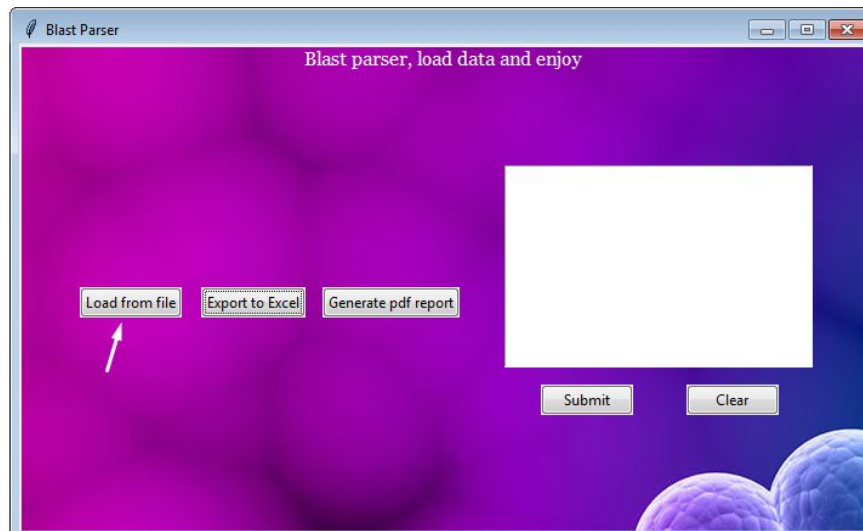 Blast Parser
Blast parser, load data and enjoy
Load from file
Export to Excel
Generate pdf report
Submit
Clear